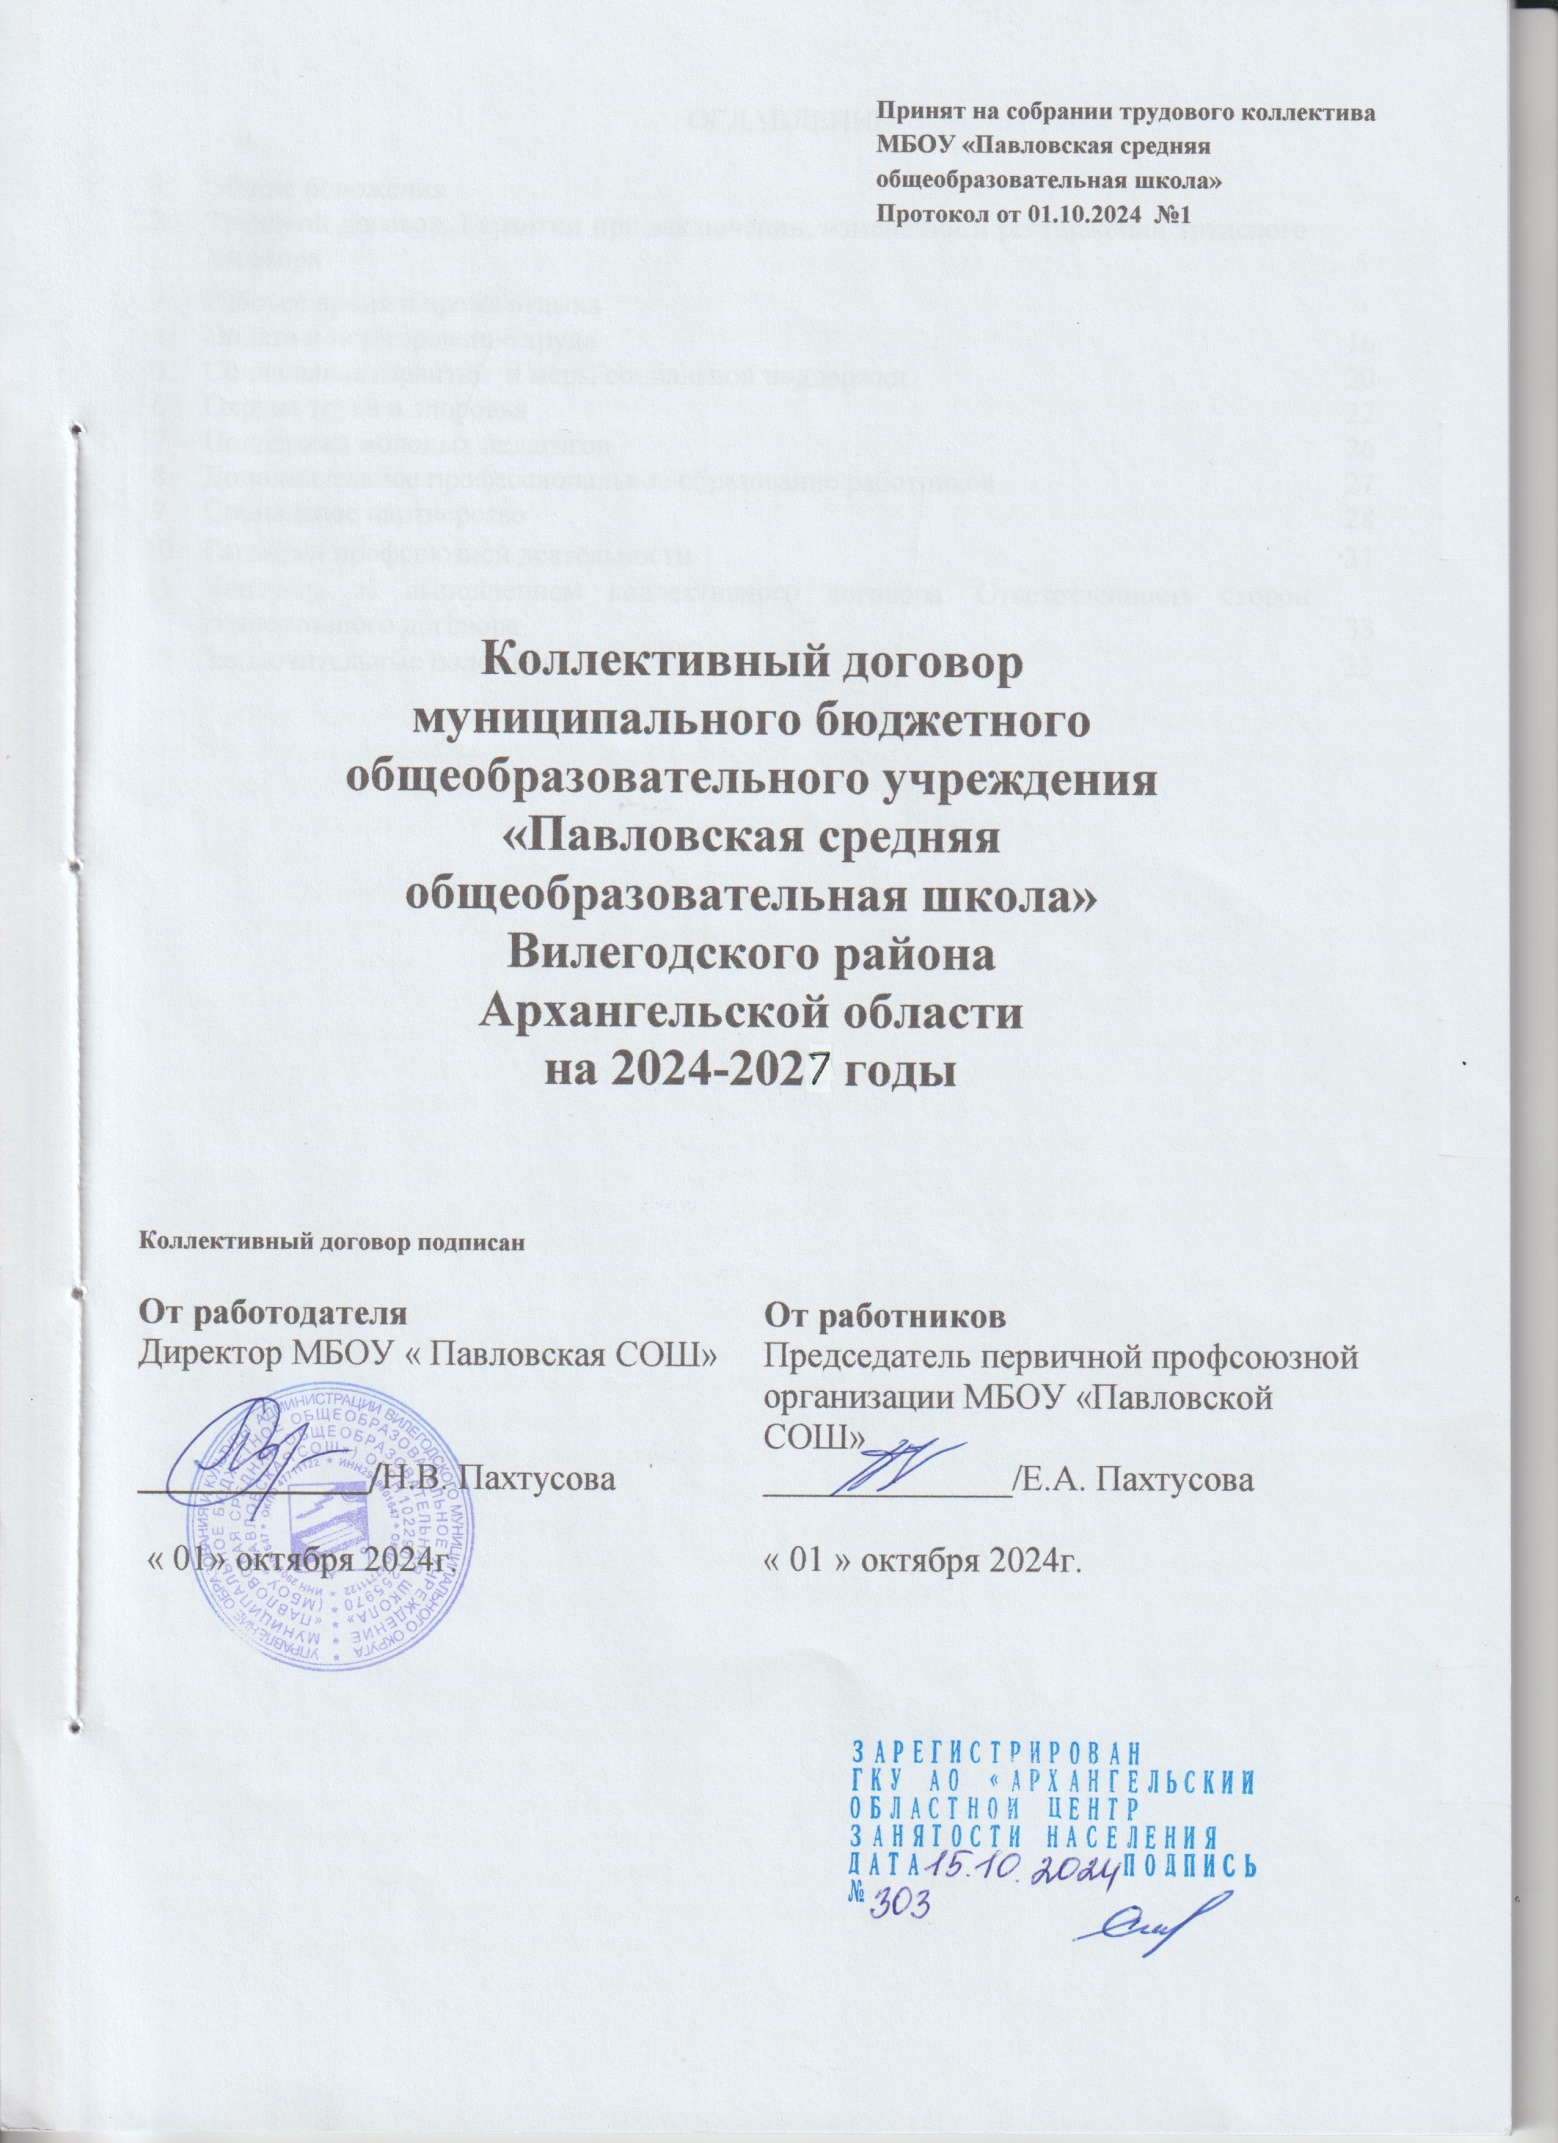 Принят на собрании трудового коллектива
МБОУ «Павловская средняя
общеобразовательная школа»
Протокол от 01.10.2024 №1
Коллективный договор
муниципального бюджетного
общеобразовательного учреждения
«Павловская средняя
общеобразовательная школа»
Вилегодского района
Архангельской области
на 2024-2027 годы
Коллективный договор подписан
От работодателя
Директор МБОУ « Павловская СОШ»
/Н.В. Пахтусова
« 01» октября 2024г.
От работников
Председатель первичной профсоюзной
организации МБОУ «Павловской
СОШ»
/Е.А. Пахтусова
« 01 » октября 2024г.
ЗАРЕГИСТРИРОВАН
ГКУ АО «АРХАНГЕЛЬСКИЙ
ОБЛАСТНОЙ ЦЕНТР
ЗАНЯТОСТИ НАСЕЛЕНИЯ
ДАТА 15.10.2024 ПОДПИСЬ
№ 303